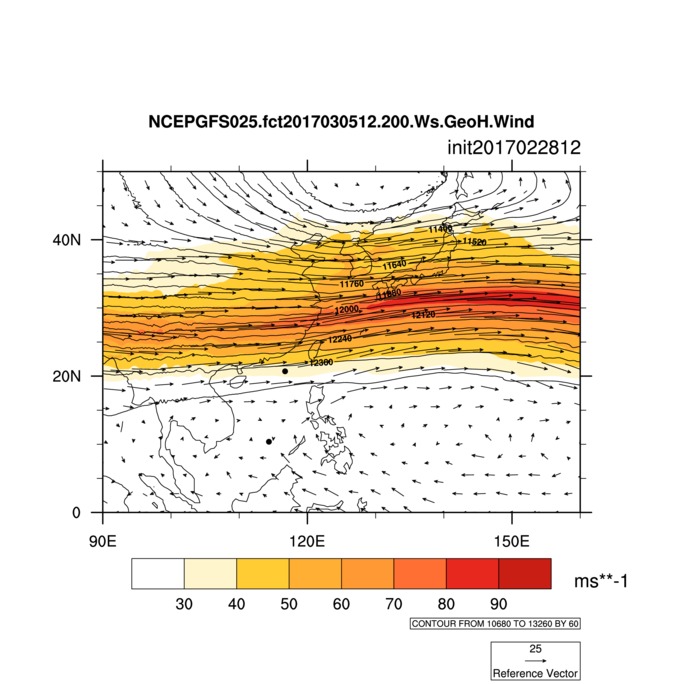 NCEPGFS025.fct2017030512.200.Ws.GeoH.Wind
init2017022812
40N
20N
0
11400
11520
11640
11760
11880
12000
12120
12240
12300
90E 120E 150E
30 40 50 60 70 80 90
ms**-1
CONTOUR FROM 10680 TO 13260 BY 60
25
Reference Vector